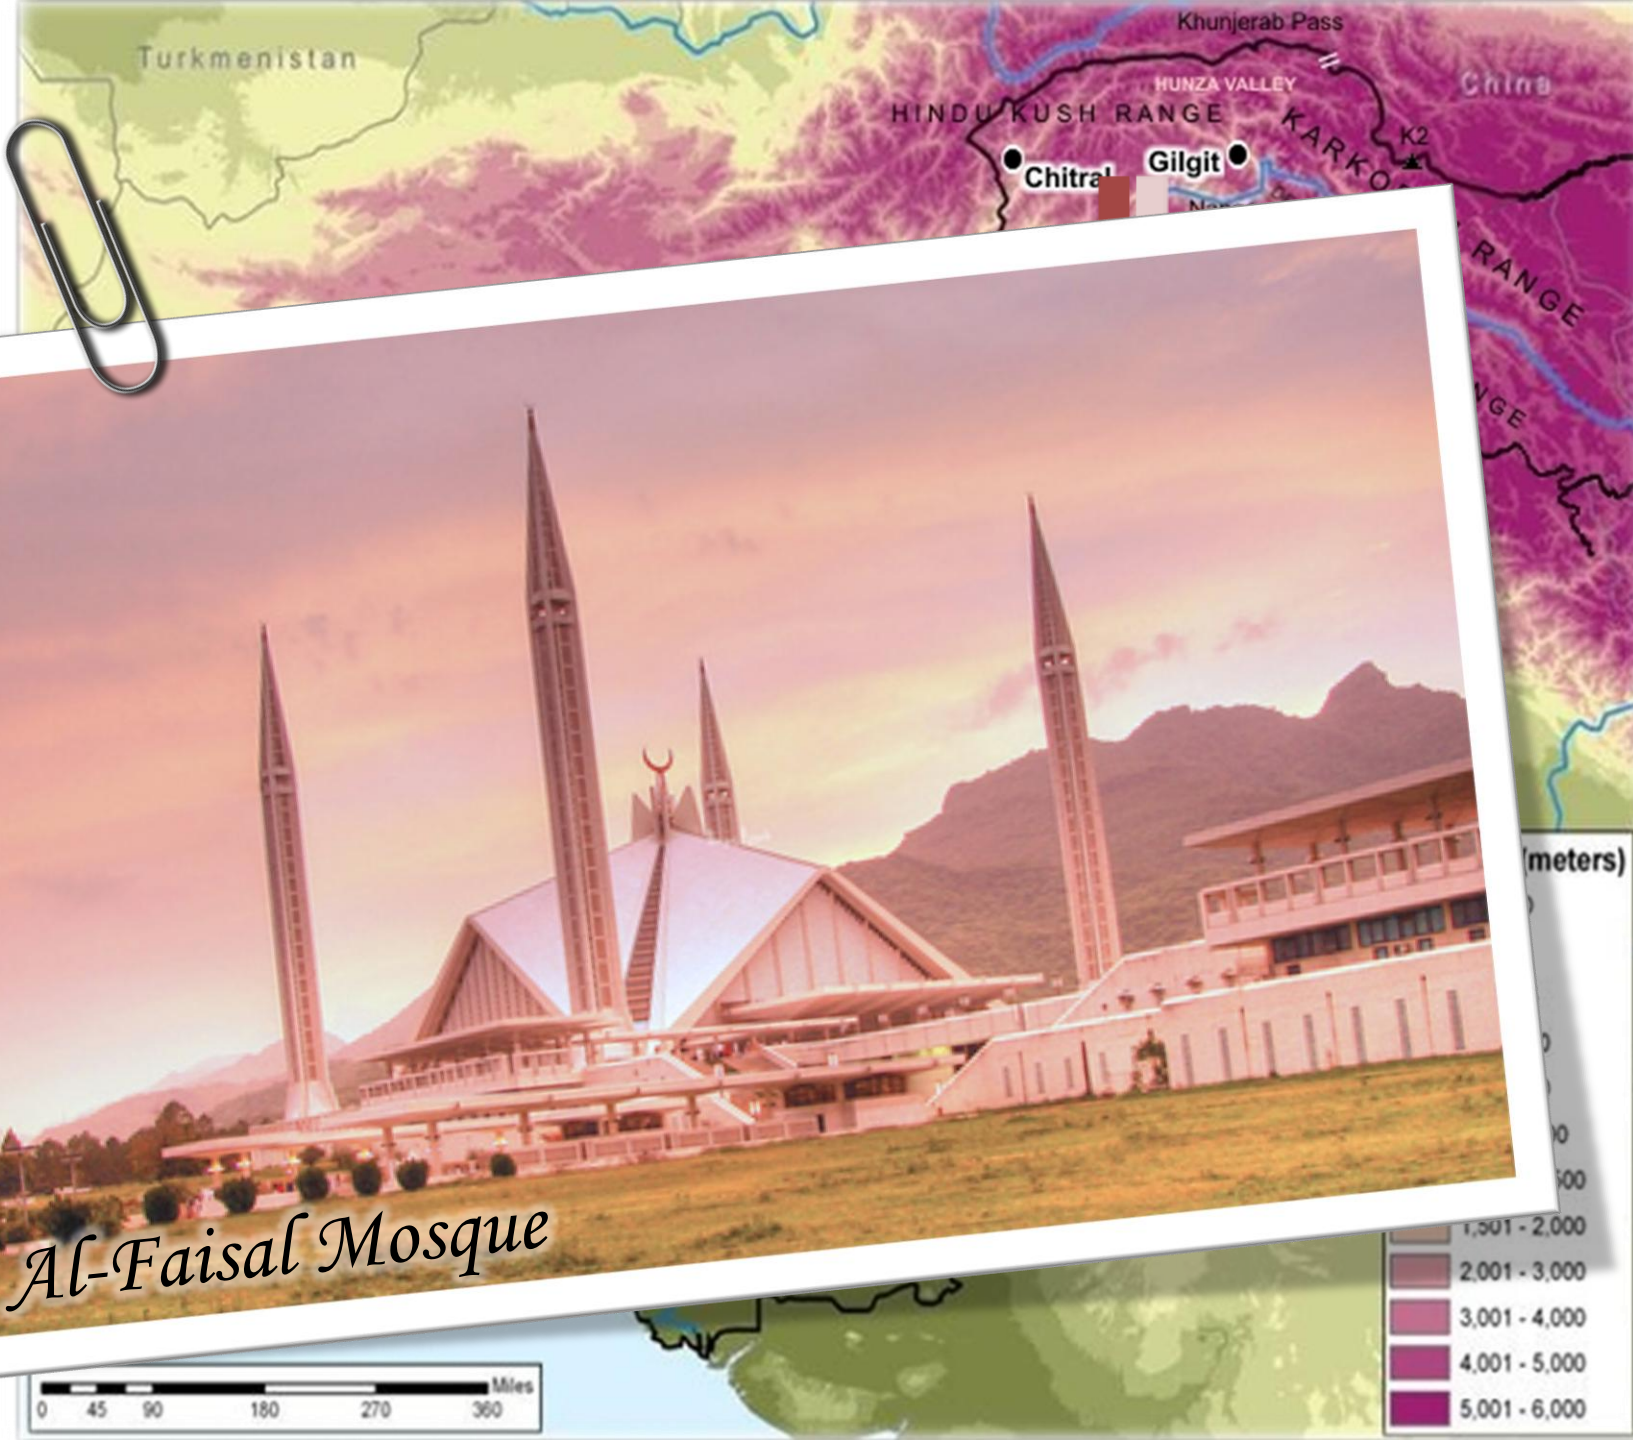 Khunjerab Pass
Turkmenistan
HUNZA VALLEY
China
HINDU KUSH RANGE
K2
Gilgit
Chitral
RANGE
(meters)
Al-Faisal Mosque
1,501 - 2,000
2,001 - 3,000
3,001 - 4,000
4,001 - 5,000
5,001 - 6,000
Miles
0 45 90 180 270 360